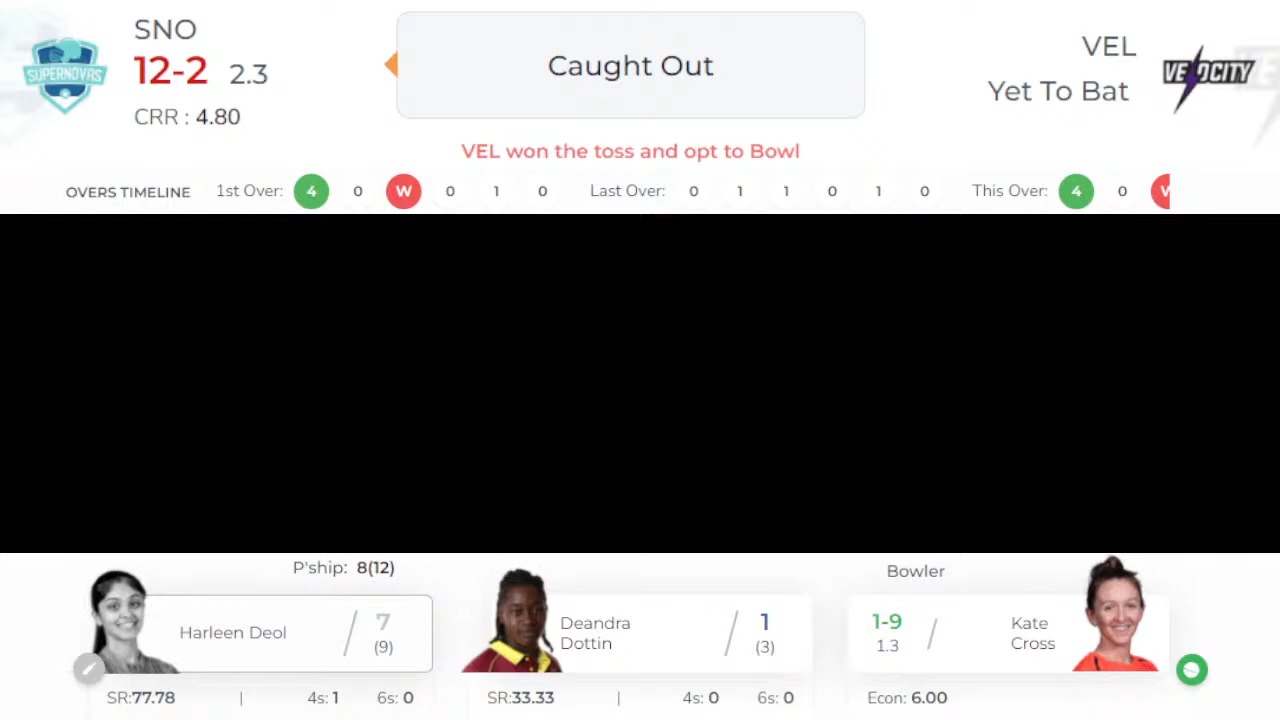 SNO
12-2 2.3
CRR : 4.80
SUPERNOVAS
Caught Out
VEL
Yet To Bat
VELOCITY
VEL won the toss and opt to Bowl
OVERS TIMELINE 1st Over: 4 0 W 0 1 0 Last Over: 0 1 1 0 1 0 This Over: 4 0 W
P'ship: 8(12)
Harleen Deol 7
(9)
SR:77.78 | 4s: 1 6s: 0
Deandra
Dottin
1
(3)
SR:33.33 | 4s: 0 6s: 0
Bowler
1-9
1.3
Kate
Cross
Econ: 6.00